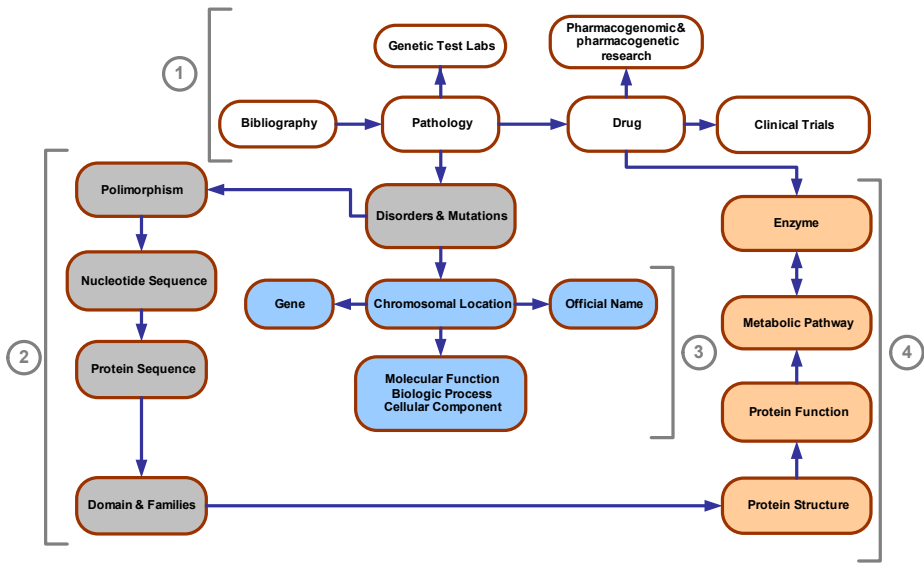 Genetic Test Labs
Pharmacogenomic &
pharmacogenetic
research
1
Bibliography
Pathology
Drug
Clinical Trials
2
Polimorphism
Disorders & Mutations
Enzyme
Nucleotide Sequence
Gene
Chromosomal Location
Official Name
3
Metabolic Pathway
4
Protein Sequence
Molecular Function
Biologic Process
Cellular Component
Protein Function
Domain & Families
Protein Structure